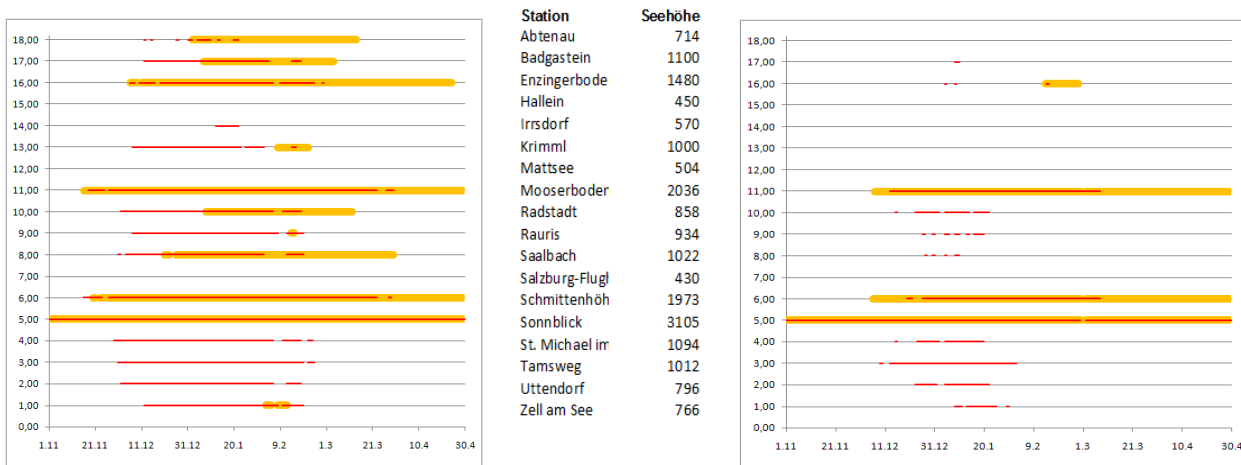 18,00
17,00
16,00
15,00
14,00
13,00
12,00
11,00
10,00
9,00
8,00
7,00
6,00
5,00
4,00
3,00
2,00
1,00
0,00
1.11 21.11 11.12 31.12 20.1 9.2 1.3 21.3 10.4 30.4
Station Seehöhe
Abtenau 714
Badgastein 1100
Enzingerbode 1480
Hallein 450
Irrsdorf 570
Krimml 1000
Mattsee 504
Mooserboden 2036
Radstadt 858
Rauris 934
Saalbach 1022
Salzburg-Flugh 430
Schmittenhöh 1973
Sonnblick 3105
St. Michael im 1094
Tamsweg 1012
Uttendorf 796
Zell am See 766
18,00
17,00
16,00
15,00
14,00
13,00
12,00
11,00
10,00
9,00
8,00
7,00
6,00
5,00
4,00
3,00
2,00
1,00
0,00
1.11 21.11 11.12 31.12 20.1 9.2 1.3 21.3 10.4 30.4